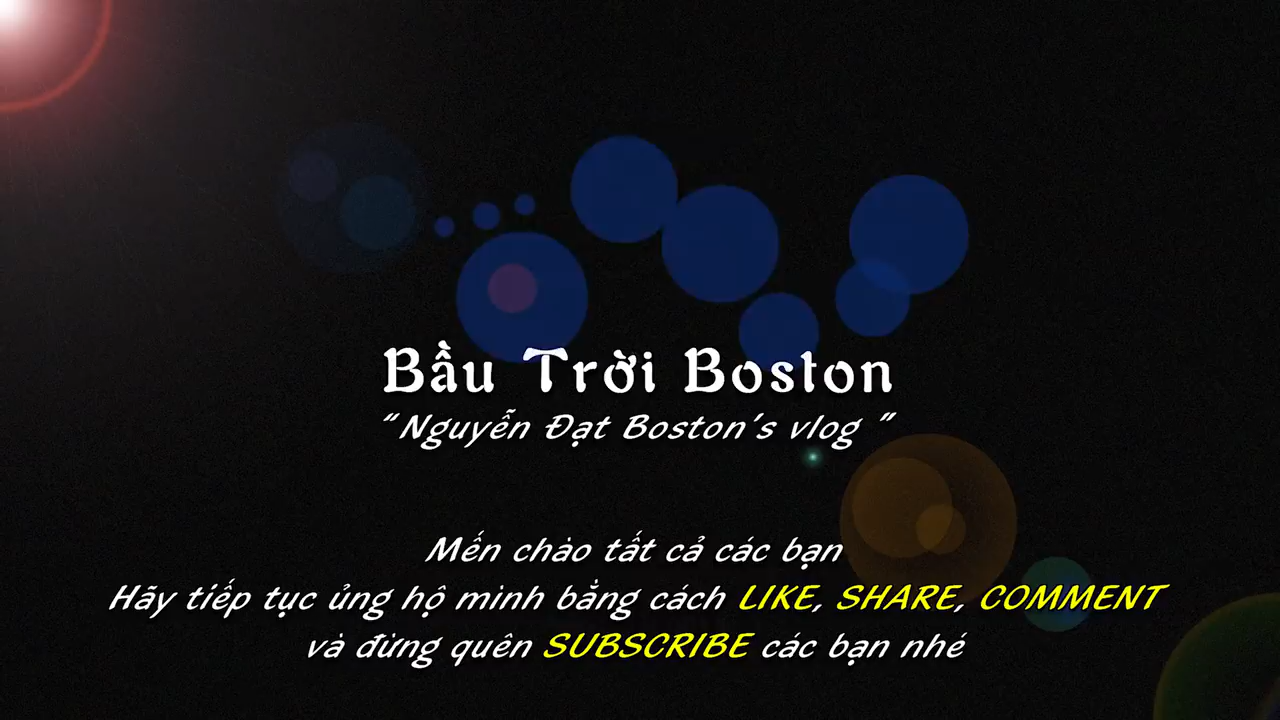 Bầu Trời Boston
“Nguyễn Đạt Boston's vlog ”
Mến chào tất cả các bạn
Hãy tiếp tục ủng hộ minh bằng cách LIKE, SHARE, COMMENT
và đừng quên SUBSCRIBE các bạn nhé